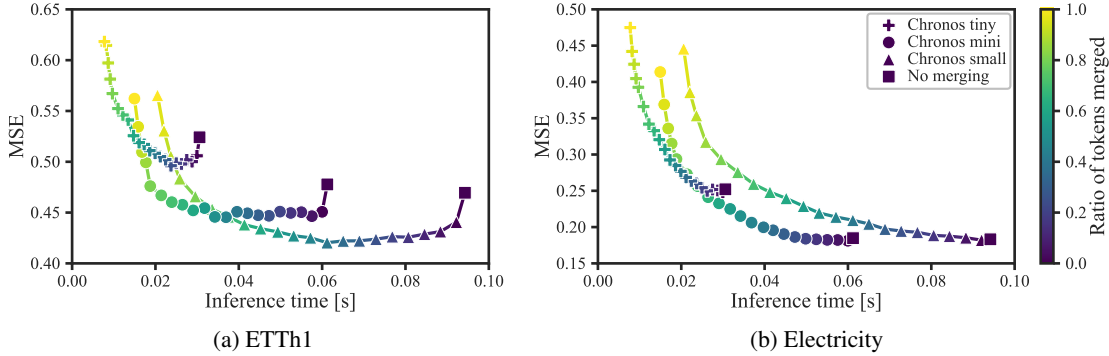 0.65
0.60
0.55
0.50
0.45
0.40
MSE
0.00
0.02
0.04
0.06
0.08
0.10
Inference time [s]
(a) ETTh1
0.50
0.45
0.40
0.35
0.30
0.25
0.20
0.15
MSE
Chronos tiny
Chronos mini
Chronos small
No merging
0.00
0.02
0.04
0.06
0.08
0.10
Inference time [s]
(b) Electricity
1.0
0.8
0.6
0.4
0.2
0.0
Ratio of tokens merged